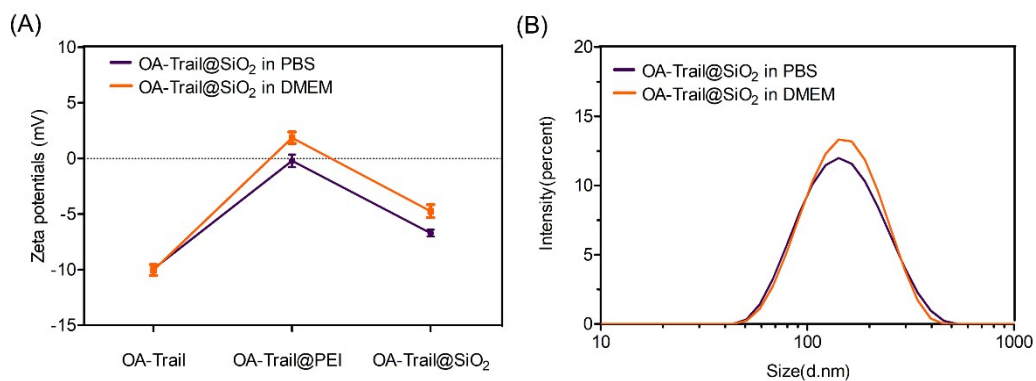 (A)
10
5
0
-5
-10
-15
Zeta potentials (mV)
OA-Trail@SiO₂ in PBS
OA-Trail@SiO₂ in DMEM
OA-Trail
OA-Trail@PEI
OA-Trail@SiO₂
(B)
20
15
10
5
0
Intensity(percent)
OA-Trail@SiO₂ in PBS
OA-Trail@SiO₂ in DMEM
10
100
1000
Size(d.nm)